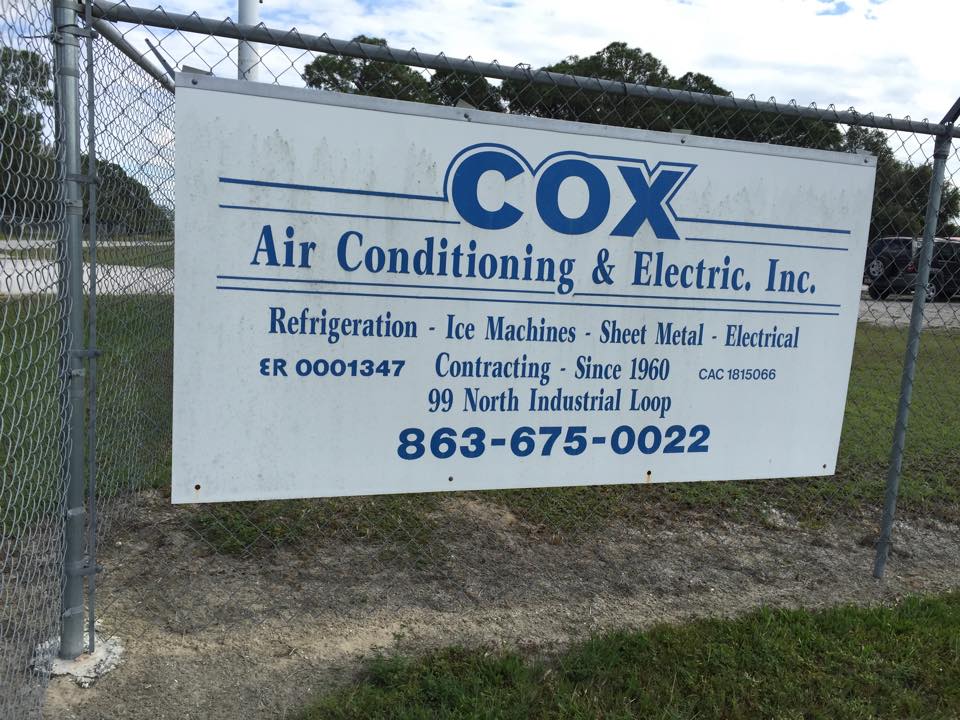 COX
Air Conditioning & Electric. Inc.
Refrigeration - Ice Machines - Sheet Metal - Electrical
ER 0001347 Contracting - Since 1960 CAC 1815066
99 North Industrial Loop
863-675-0022